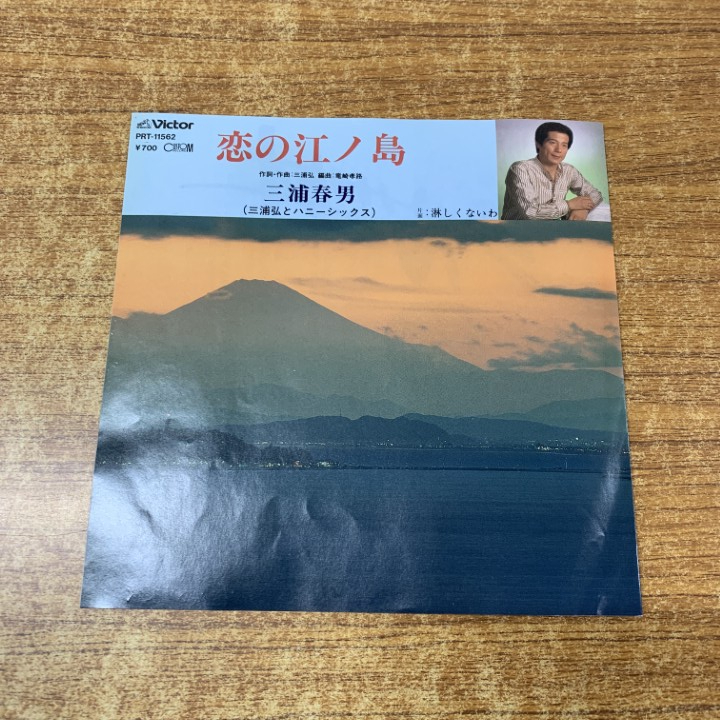 Victor
PRT-11562
¥700
恋の江ノ島
作詞・作曲：三浦弘 編曲：竜崎孝路
三浦春男
(三浦弘とハニーシックス)
B面：淋しくないわ